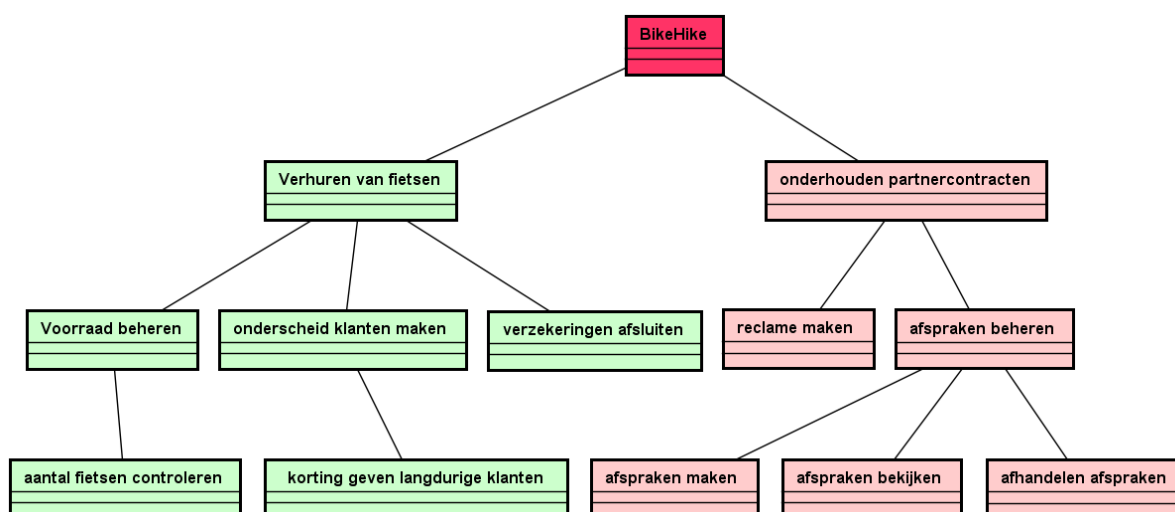 BikeHike
Verhuren van fietsen
onderhouden partnercontracten
Voorraad beheren
onderscheid klanten maken
verzekeringen afsluiten
reclame maken
afspraken beheren
aantal fietsen controleren
korting geven langdurige klanten
afspraken maken
afspraken bekijken
afhandelen afspraken